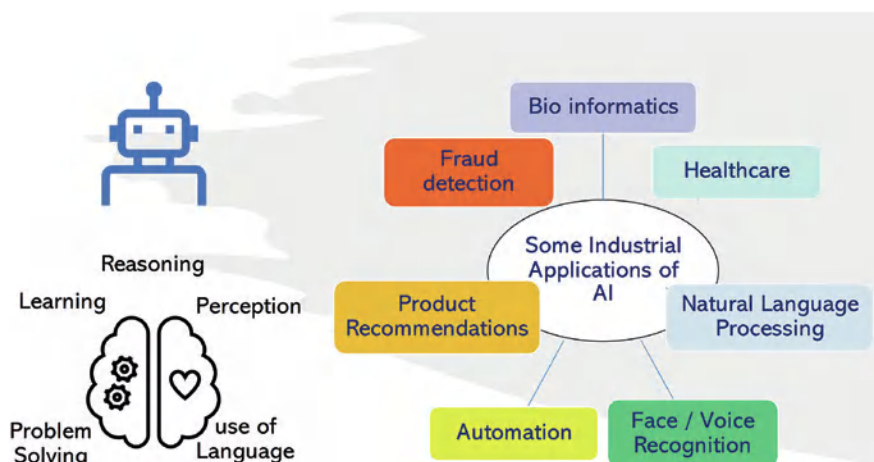 Reasoning
Learning
Perception
Problem
Solving
use of
Language
Bio informatics
Fraud
detection
Healthcare
Some Industrial
Applications of
AI
Product
Recommendations
Natural Language
Processing
Automation
Face / Voice
Recognition